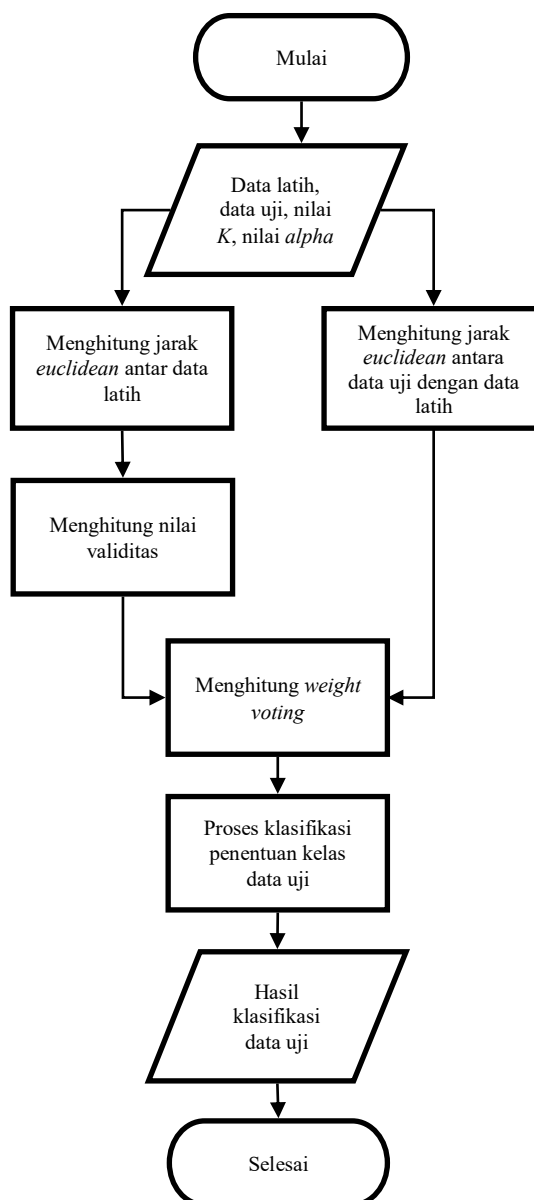 Mulai
Data latih,
data uji, nilai
K, nilai alpha
Menghitung jarak
euclidean antar data
latih
Menghitung jarak
euclidean antara
data uji dengan data
latih
Menghitung nilai
validitas
Menghitung weight
voting
Proses klasifikasi
penentuan kelas
data uji
Hasil
klasifikasi
data uji
Selesai